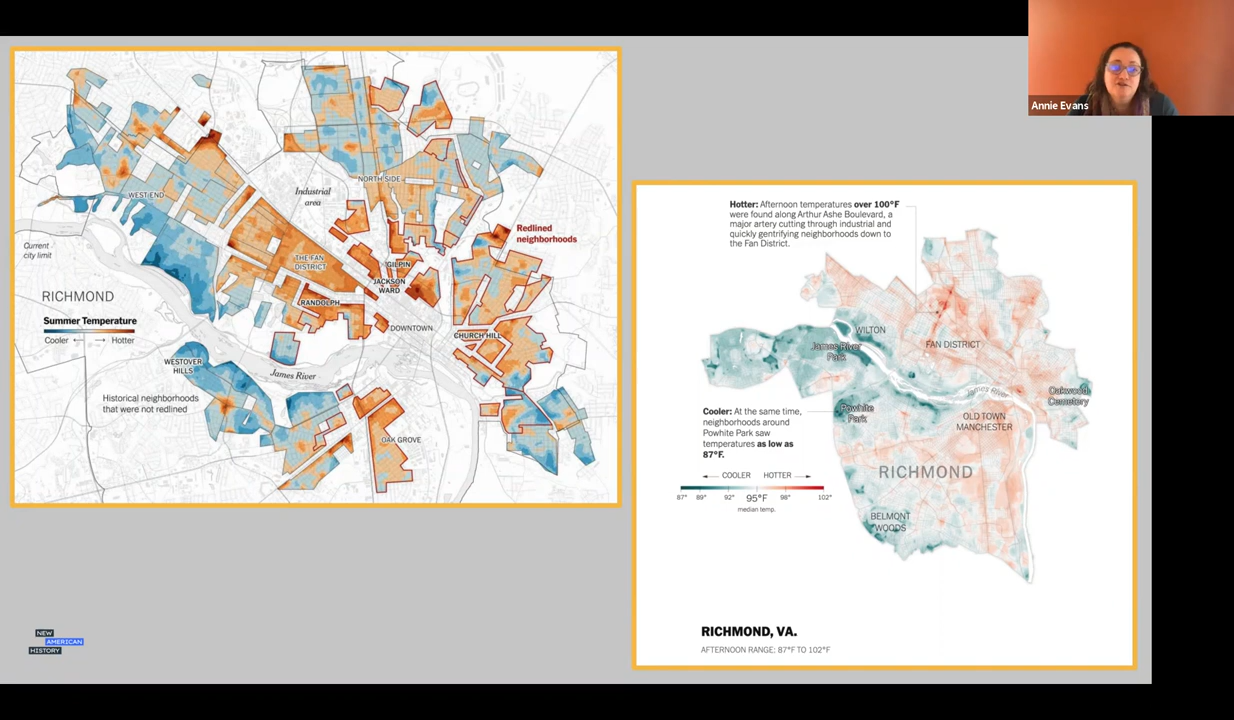 Annie Evans
WEST END
Industrial
area
NORTH SIDE
Redlined
neighborhoods
Current
city limit
THE FAN
DISTRICT
GILPIN
JACKSON
WARD
RICHMOND
RANDOLPH
Summer Temperature
Cooler ← → Hotter
DOWNTOWN
CHURCH HILL
WESTOVER
HILLS
James River
Historical neighborhoods
that were not redlined
OAK GROVE
Hotter: Afternoon temperatures over 100°F
were found along Arthur Ashe Boulevard, a
major artery cutting through industrial and
quickly gentrifying neighborhoods down to
the Fan District.
WILTON
James River
Park
FAN DISTRICT
James River
Oakwood
Cemetery
Cooler: At the same time,
neighborhoods around
Powhite Park saw
temperatures as low as
87°F.
Powhite
Park
OLD TOWN
MANCHESTER
← COOLER HOTTER →
87° 89° 92° 95°F 98° 102°
median temp.
RICHMOND
BELMONT
WOODS
RICHMOND, VA.
AFTERNOON RANGE: 87°F TO 102°F
NEW
AMERICAN
HISTORY